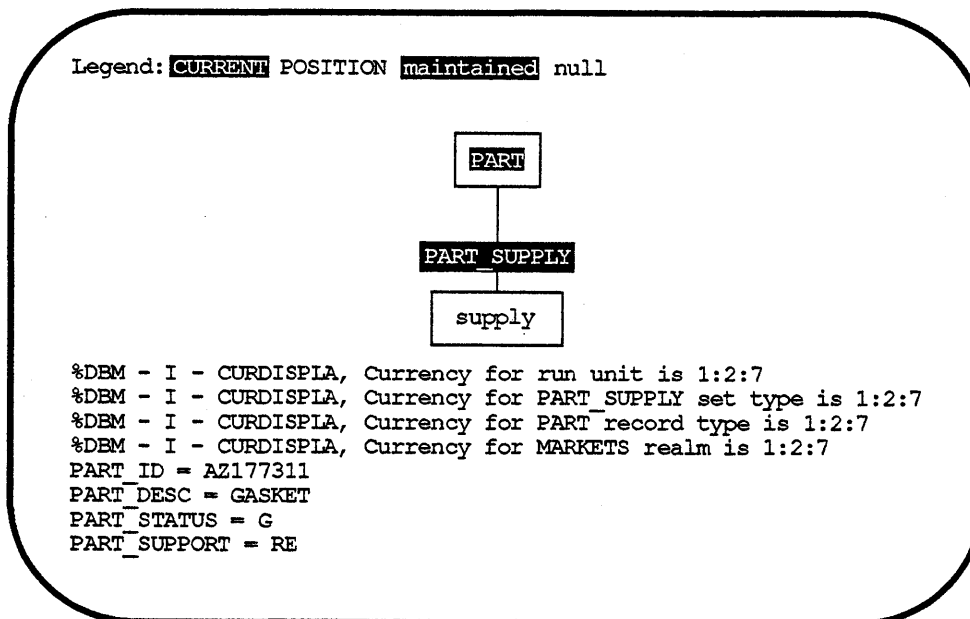 Legend: CURRENT POSITION maintained null
PART
PART_SUPPLY
supply
%DBM - I - CURDISPLA, Currency for run unit is 1:2:7
%DBM - I - CURDISPLA, Currency for PART_SUPPLY set type is 1:2:7
%DBM - I - CURDISPLA, Currency for PART record type is 1:2:7
%DBM - I - CURDISPLA, Currency for MARKETS realm is 1:2:7
PART_ID = AZ177311
PART_DESC = GASKET
PART_STATUS = G
PART_SUPPORT = RE